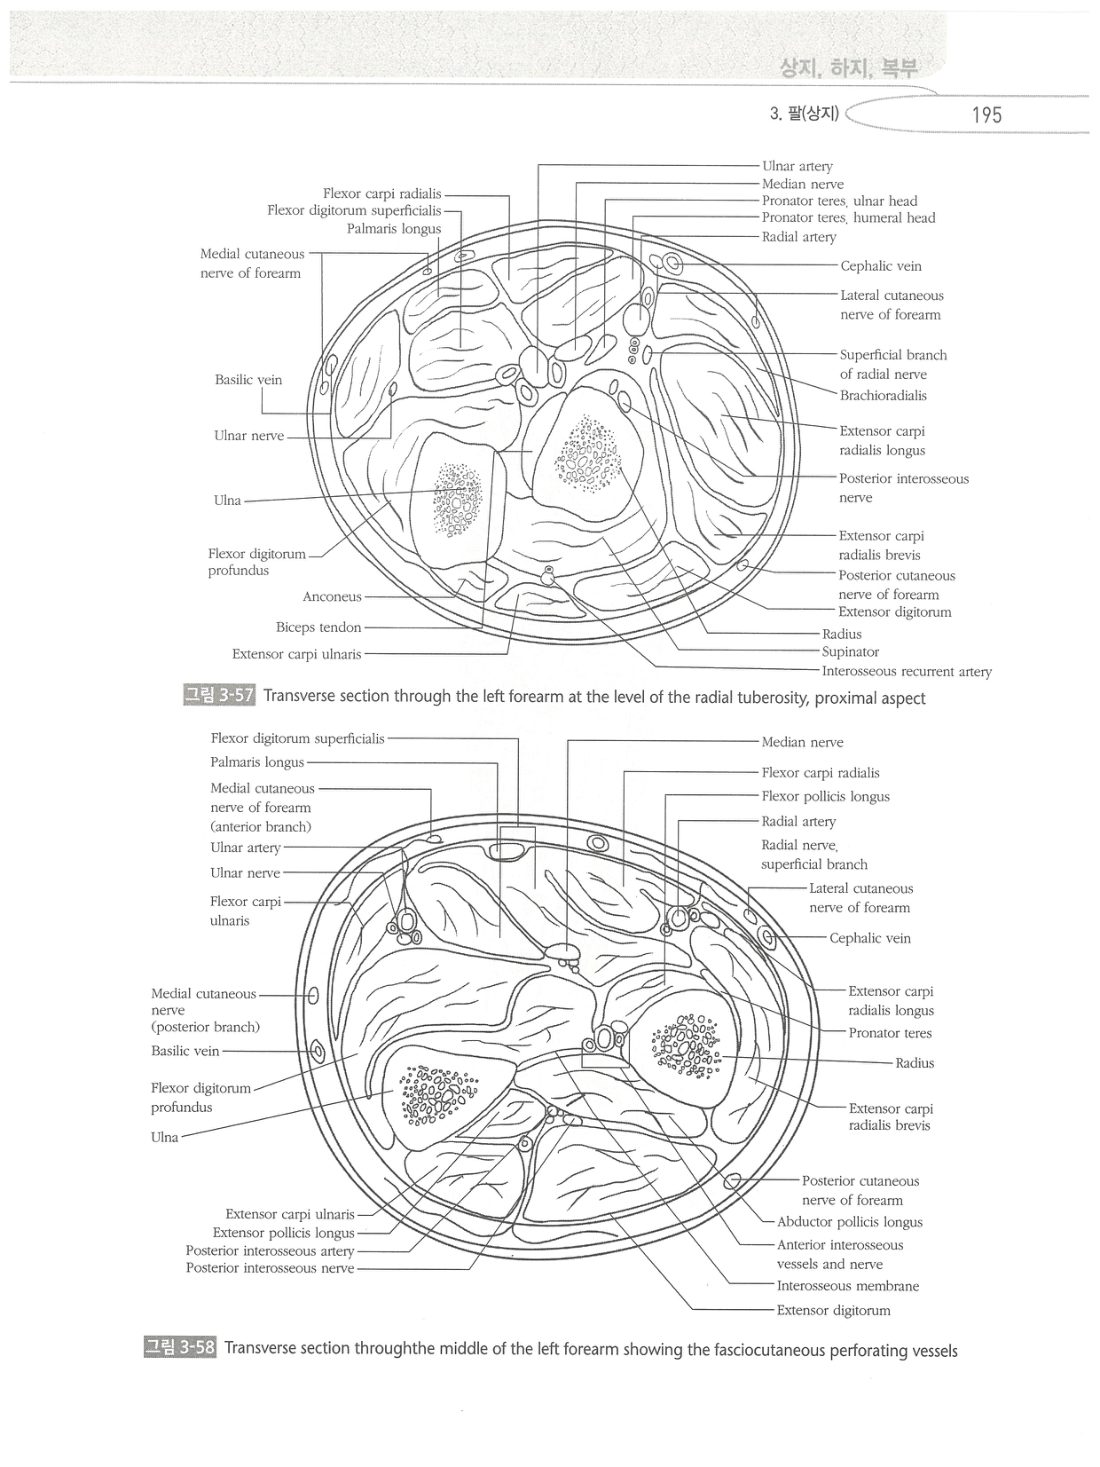 상지, 하지, 복부
3. 팔(상지)
195
Ulnar artery
Median nerve
Pronator teres, ulnar head
Pronator teres, humeral head
Radial artery
Flexor carpi radialis
Flexor digitorum superficialis
Palmaris longus
Medial cutaneous
nerve of forearm
Cephalic vein
Lateral cutaneous
nerve of forearm
Superficial branch
of radial nerve
Brachioradialis
Basilic vein
Ulnar nerve
Extensor carpi
radialis longus
Posterior interosseous
nerve
Ulna
Extensor carpi
radialis brevis
Flexor digitorum
profundus
Posterior cutaneous
nerve of forearm
Extensor digitorum
Anconeus
Biceps tendon
Extensor carpi ulnaris
Radius
Supinator
Interosseous recurrent artery
그림 3-57 Transverse section through the left forearm at the level of the radial tuberosity, proximal aspect
Flexor digitorum superficialis
Palmaris longus
Medial cutaneous
nerve of forearm
(anterior branch)
Ulnar artery
Ulnar nerve
Flexor carpi
ulnaris
Median nerve
Flexor carpi radialis
Flexor pollicis longus
Radial artery
Radial nerve,
superficial branch
Lateral cutaneous
nerve of forearm
Cephalic vein
Medial cutaneous
nerve
(posterior branch)
Basilic vein
Flexor digitorum
profundus
Ulna
Extensor carpi
radialis longus
Pronator teres
Radius
Extensor carpi
radialis brevis
Posterior cutaneous
nerve of forearm
Abductor pollicis longus
Anterior interosseous
vessels and nerve
Interosseous membrane
Extensor digitorum
Extensor carpi ulnaris
Extensor pollicis longus
Posterior interosseous artery
Posterior interosseous nerve
그림 3-58 Transverse section throughthe middle of the left forearm showing the fasciocutaneous perforating vessels